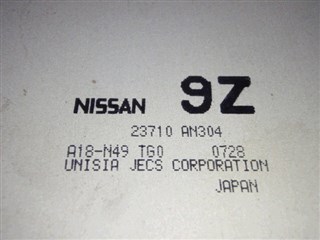 NISSAN 9Z
23710 AN304
A18-N49 TG0 0728
UNISIA JECS CORPORATION
JAPAN